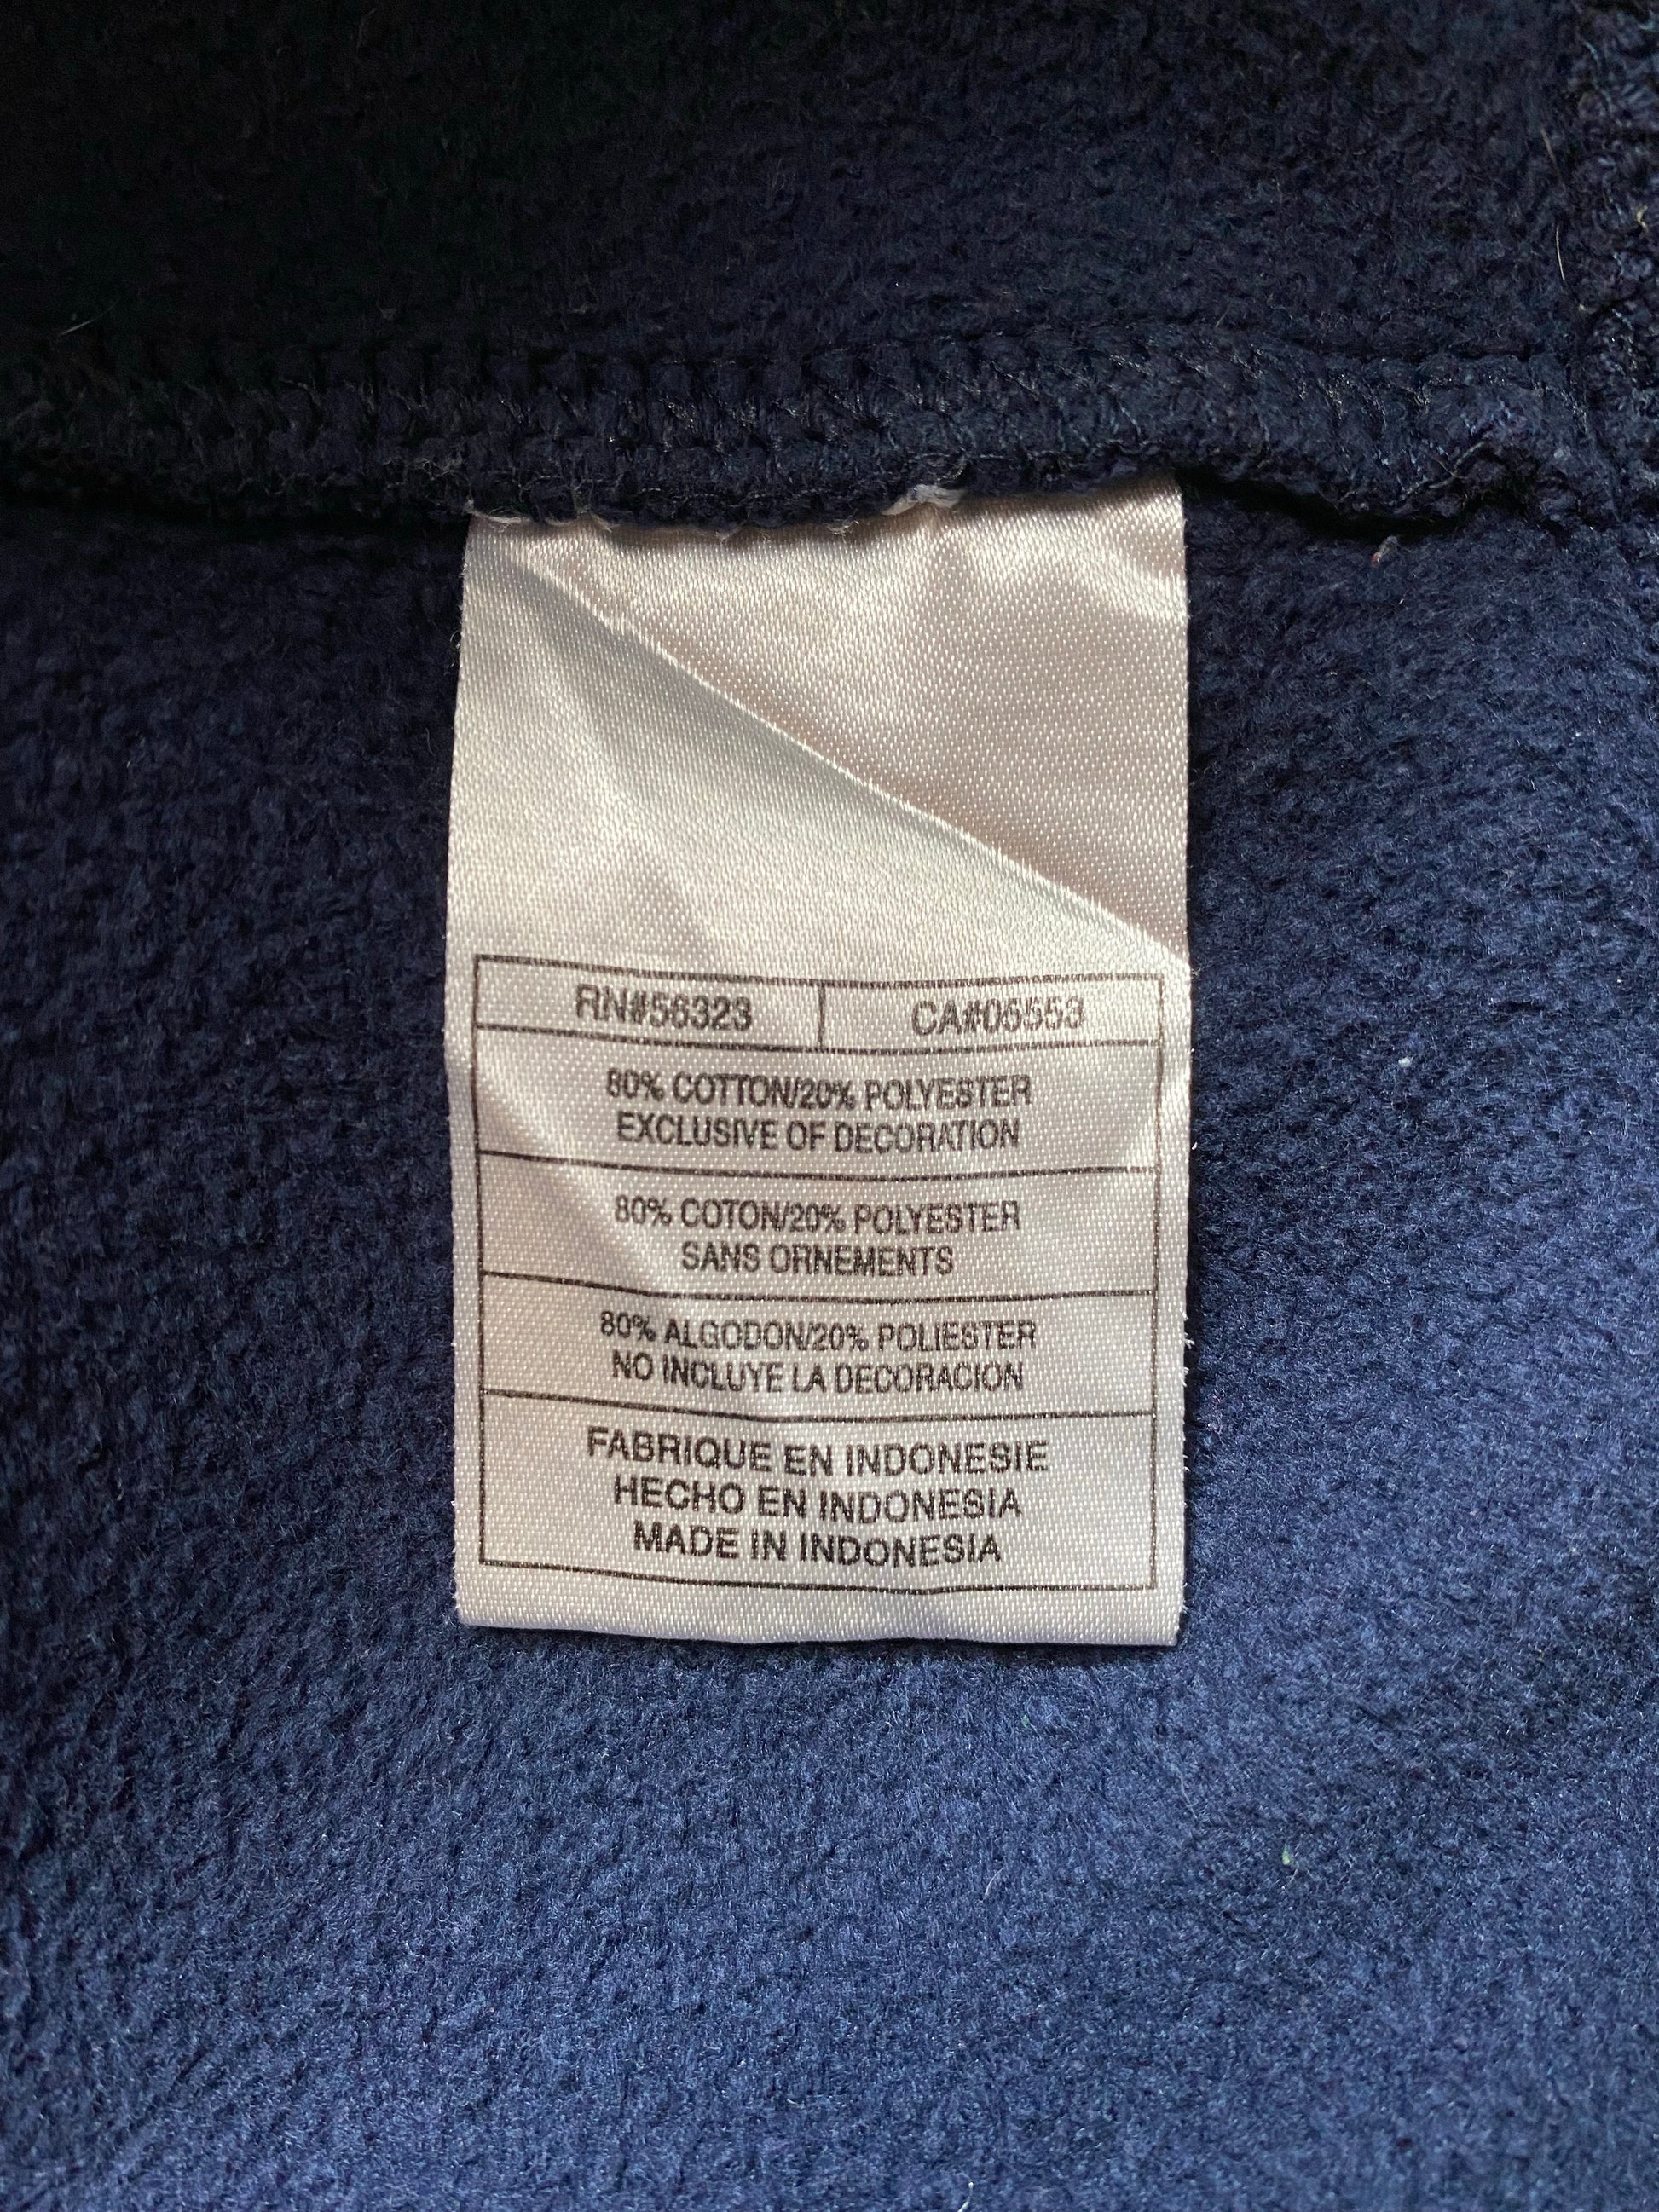 RN#56323 CA#05553
80% COTTON/20% POLYESTER
EXCLUSIVE OF DECORATION
80% COTON/20% POLYESTER
SANS ORNEMENTS
80% ALGODON/20% POLIESTER
NO INCLUYE LA DECORACION
FABRIQUE EN INDONESIE
HECHO EN INDONESIA
MADE IN INDONESIA